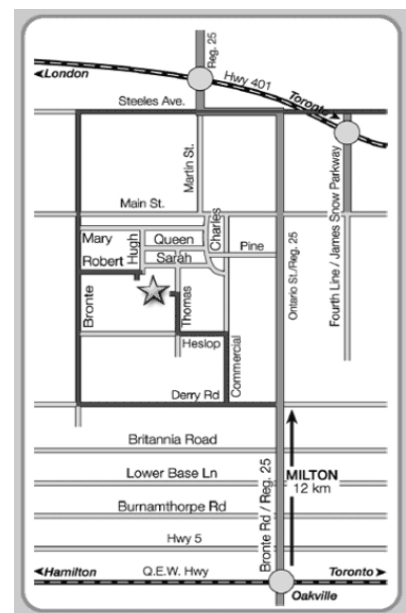 Reg. 25
London
Hwy 401
Toronto
Steeles Ave.
Martin St.
Fourth Line / James Snow Parkway
Main St.
Charles
Mary
Hugh
Queen
Pine
Robert
Sarah
Ontario St./Reg. 25
Bronte
Thomas
Heslop
Commercial
Derry Rd
Britannia Road
Lower Base Ln
MILTON
12 km
Burnamthorpe Rd
Bronte Rd / Reg. 25
Hwy 5
Hamilton
Q.E.W. Hwy
Toronto
Oakville